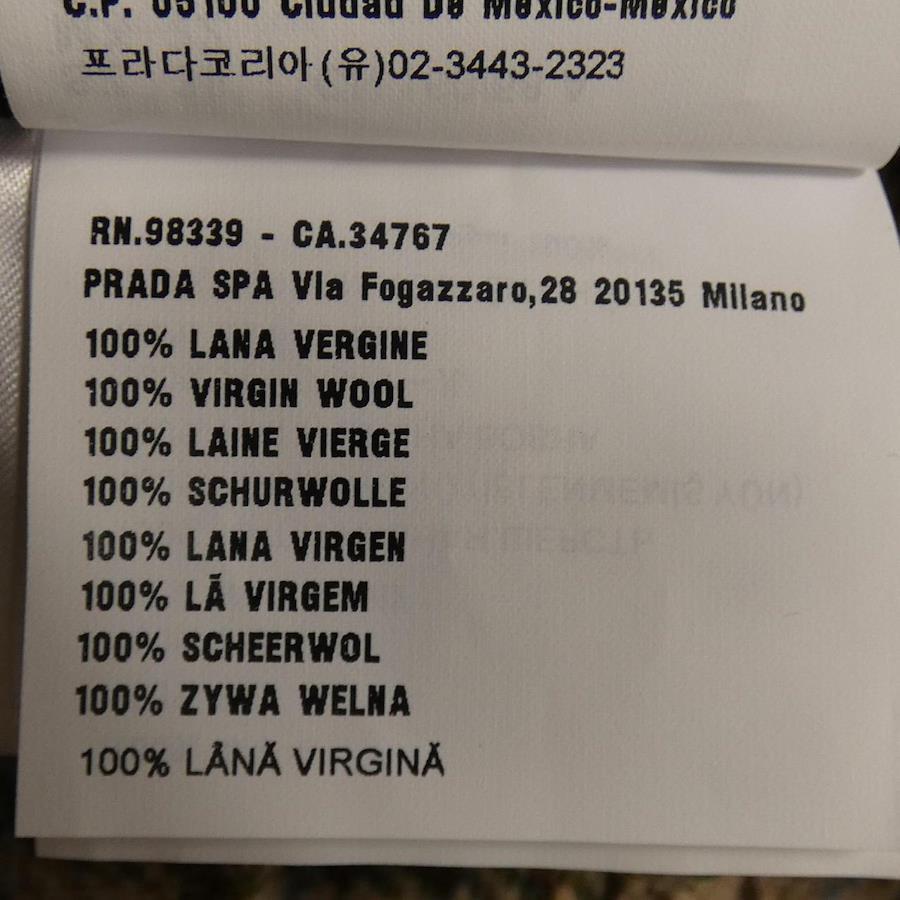 C.P. 05100 Ciudad De Mexico-Mexico
프라다코리아(유)02-3443-2323
RN.98339 - CA.34767
PRADA SPA VIa Fogazzaro,28 20135 Milano
100% LANA VERGINE
100% VIRGIN WOOL
100% LAINE VIERGE
100% SCHURWOLLE
100% LANA VIRGEN
100% LÃ VIRGEM
100% SCHEERWOL
100% ZYWA WELNA
100% LÂNĂ VIRGINĂ